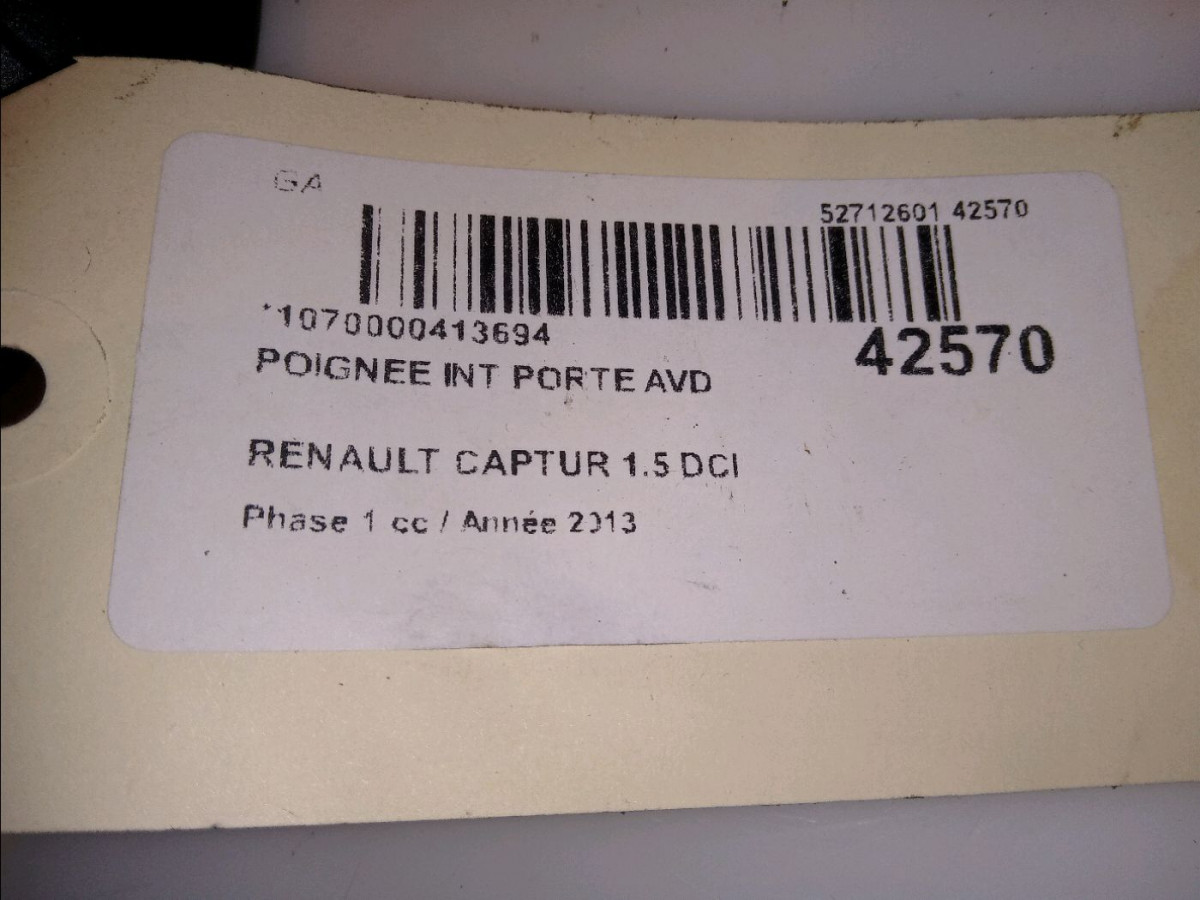 GA
52712601 42570
*1070000413694
42570
POIGNEE INT PORTE AVD
RENAULT CAPTUR 1.5 DCI
Phase 1 cc / Année 2013